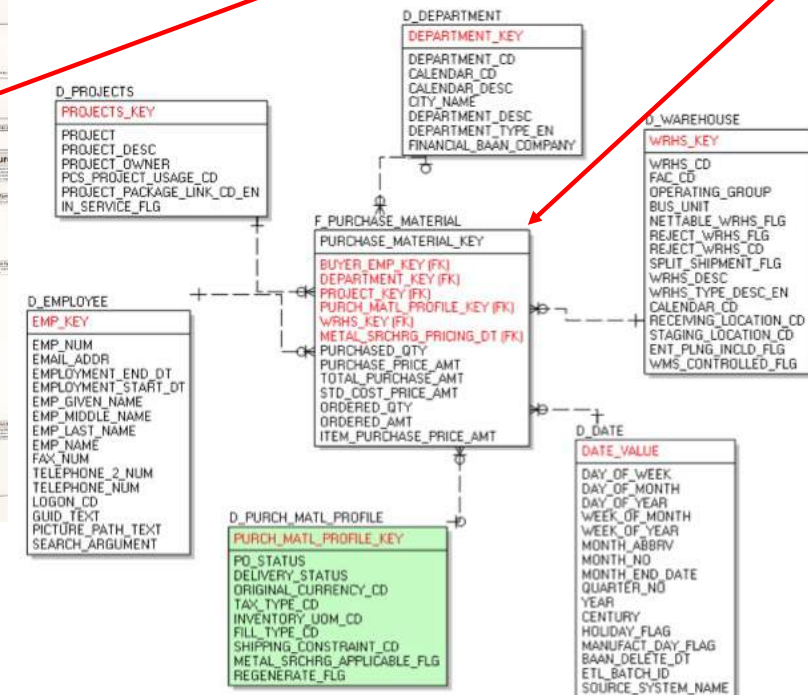 D_DEPARTMENT
DEPARTMENT_KEY
DEPARTMENT_CD
CALENDAR_CD
CALENDAR_DESC
CITY_NAME
DEPARTMENT_DESC
DEPARTMENT_TYPE_EN
FINANCIAL_BAAN_COMPANY
D_PROJECTS
PROJECTS_KEY
PROJECT
PROJECT_DESC
PROJECT_OWNER
PCS_PROJECT_USAGE_CD
PROJECT_PACKAGE_LINK_CD_EN
IN_SERVICE_FLG
D_WAREHOUSE
WRHS_KEY
WRHS_CD
FAC_CD
OPERATING_GROUP
BUS_UNIT
NETTABLE_WRHS_FLG
REJECT_WRHS_FLG
REJECT_WRHS_CD
SPLIT_SHIPMENT_FLG
WRHS_DESC
WRHS_TYPE_DESC_EN
CALENDAR_CD
RECEIVING_LOCATION_CD
STAGING_LOCATION_CD
ENT_PLNG_INCLD_FLG
WMS_CONTROLLED_FLG
F_PURCHASE_MATERIAL
PURCHASE_MATERIAL_KEY
BUYER_EMP_KEY (FK)
DEPARTMENT_KEY (FK)
PROJECT_KEY (FK)
PURCH_MATL_PROFILE_KEY (FK)
WRHS_KEY (FK)
METAL_SRCHRG_PRICING_DT (FK)
PURCHASED_QTY
PURCHASE_PRICE_AMT
TOTAL_PURCHASE_AMT
STD_COST_PRICE_AMT
ORDERED_QTY
ORDERED_AMT
ITEM_PURCHASE_PRICE_AMT
D_EMPLOYEE
EMP_KEY
EMP_NUM
EMAIL_ADDR
EMPLOYMENT_END_DT
EMPLOYMENT_START_DT
EMP_GIVEN_NAME
EMP_MIDDLE_NAME
EMP_LAST_NAME
EMP_NAME
FAX_NUM
TELEPHONE_2_NUM
TELEPHONE_NUM
LOGON_CD
GUID_TEXT
PICTURE_PATH_TEXT
SEARCH_ARGUMENT
D_DATE
DATE_VALUE
DAY_OF_WEEK
DAY_OF_MONTH
DAY_OF_YEAR
WEEK_OF_MONTH
WEEK_OF_YEAR
MONTH_ABBRV
MONTH_NO
MONTH_END_DATE
QUARTER_NO
YEAR
CENTURY
HOLIDAY_FLAG
MANUFACT_DAY_FLAG
BAAN_DELETE_DT
ETL_BATCH_ID
SOURCE_SYSTEM_NAME
D_PURCH_MATL_PROFILE
PURCH_MATL_PROFILE_KEY
PO_STATUS
DELIVERY_STATUS
ORIGINAL_CURRENCY_CD
TAX_TYPE_CD
INVENTORY_UOM_CD
FILL_TYPE_CD
SHIPPING_CONSTRAINT_CD
METAL_SRCHRG_APPLICABLE_FLG
REGENERATE_FLG